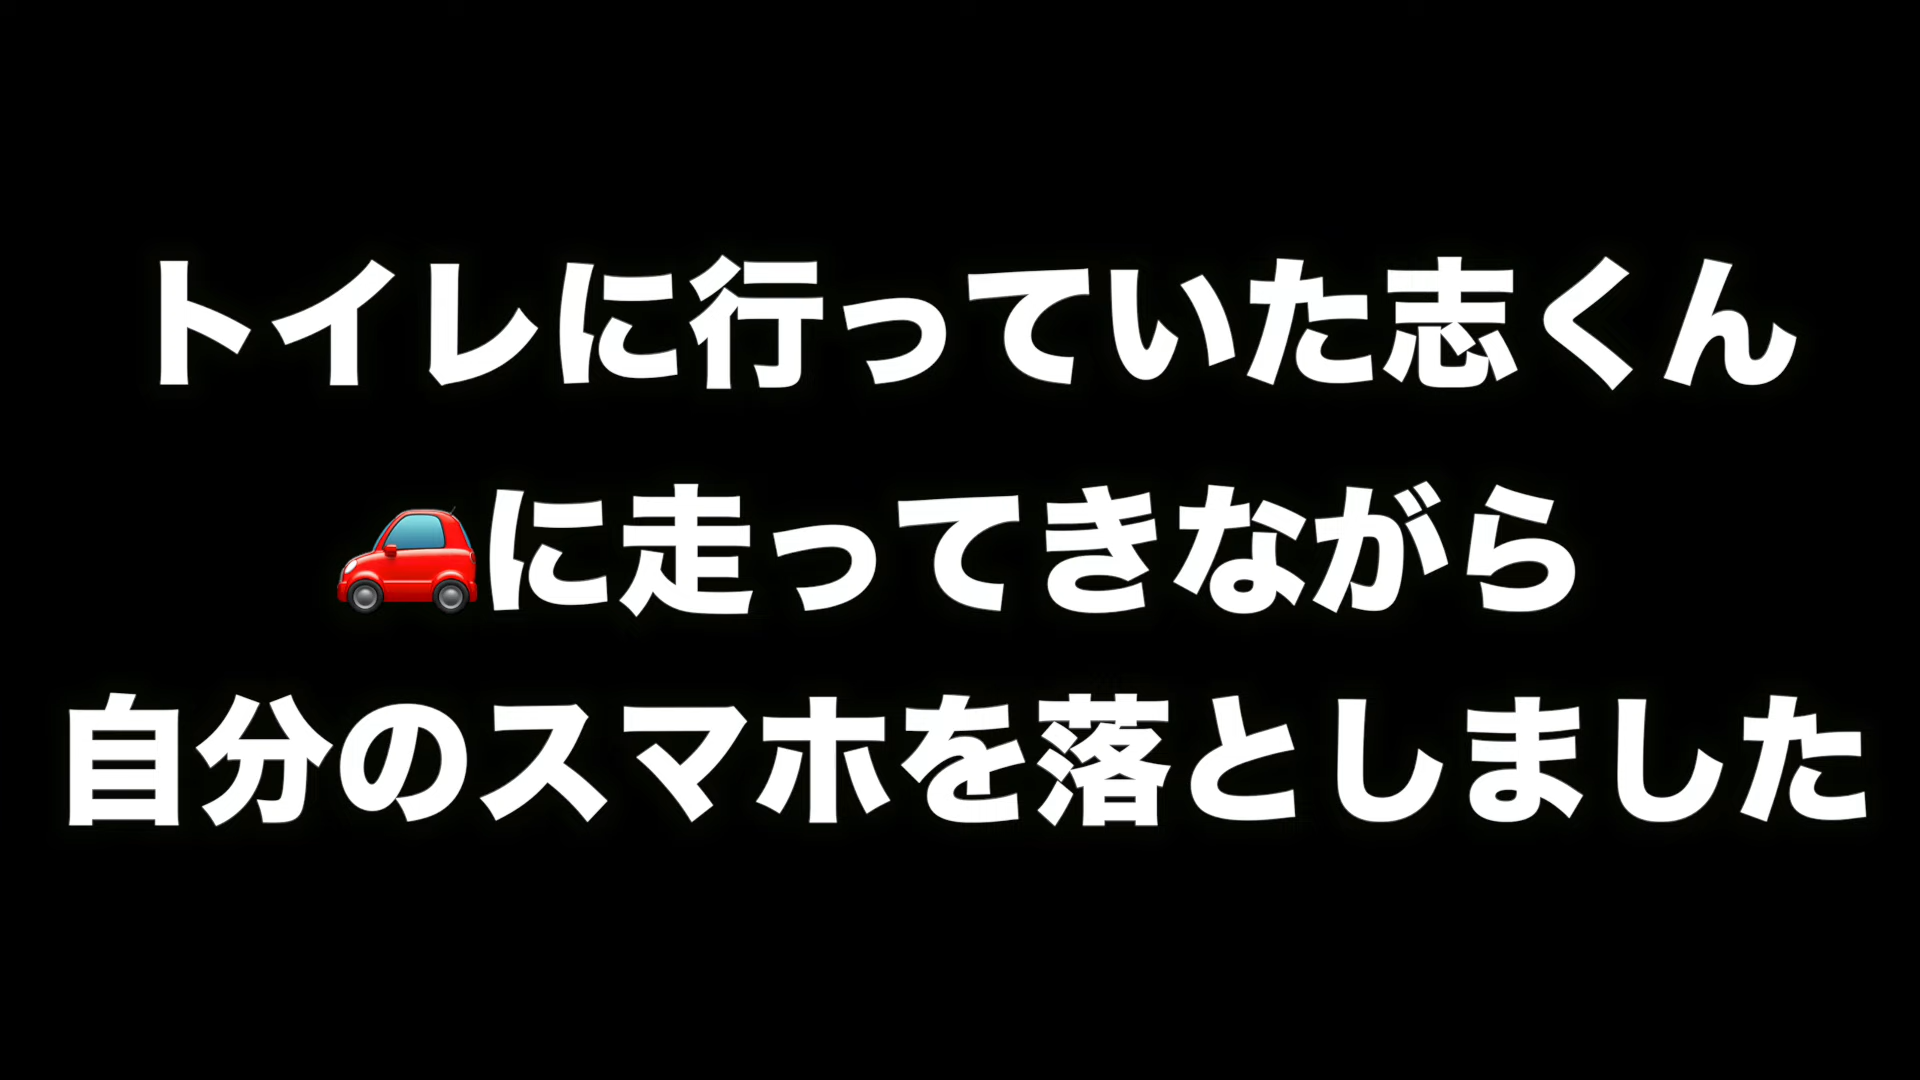 トイレに行っていた志くん
🚗に走ってきながら
自分のスマホを落としました